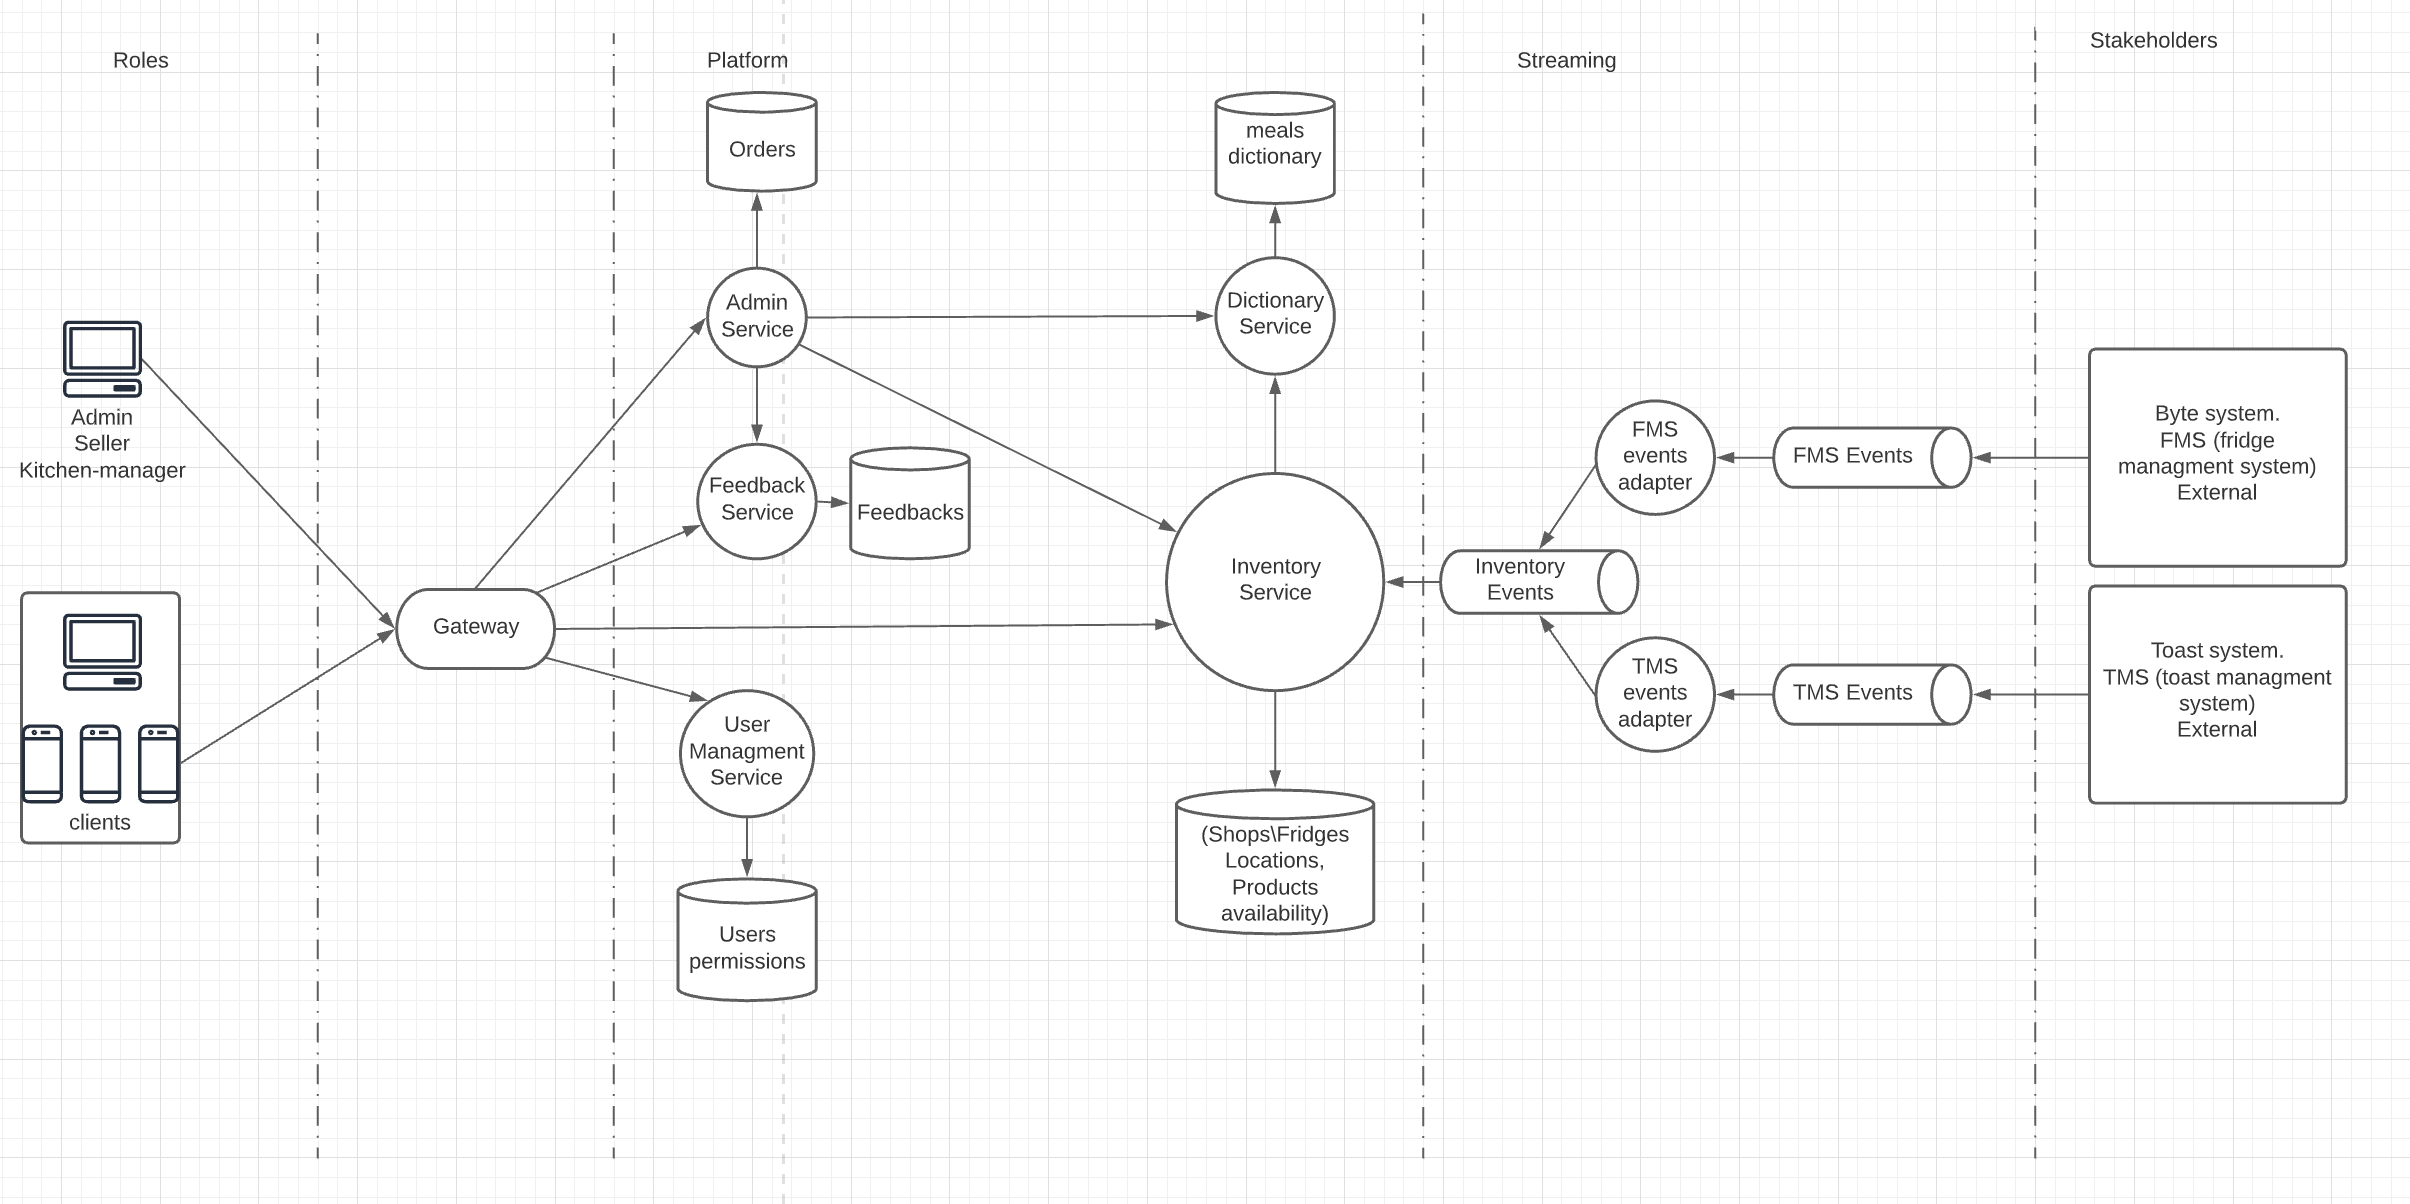 Roles
Platform
Streaming
Stakeholders
Orders
meals
dictionary
Admin
Service
Dictionary
Service
Admin
Seller
Kitchen-manager
Feedback
Service
Feedbacks
Gateway
Inventory
Service
User
Managment
Service
Users
permissions
clients
(Shops\Fridges
Locations,
Products
availability)
Inventory
Events
FMS
events
adapter
FMS Events
Byte system.
FMS (fridge
managment system)
External
TMS
events
adapter
TMS Events
Toast system.
TMS (toast managment
system)
External